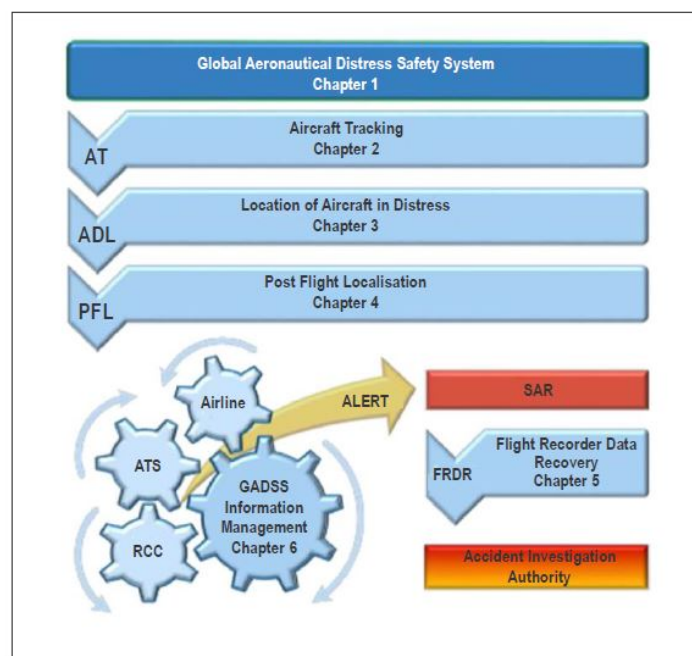 Global Aeronautical Distress Safety System
Chapter 1
AT
Aircraft Tracking
Chapter 2
ADL
Location of Aircraft in Distress
Chapter 3
PFL
Post Flight Localisation
Chapter 4
Airline
ATS
RCC
GADSS
Information
Management
Chapter 6
ALERT
SAR
FRDR
Flight Recorder Data
Recovery
Chapter 5
Accident Investigation
Authority